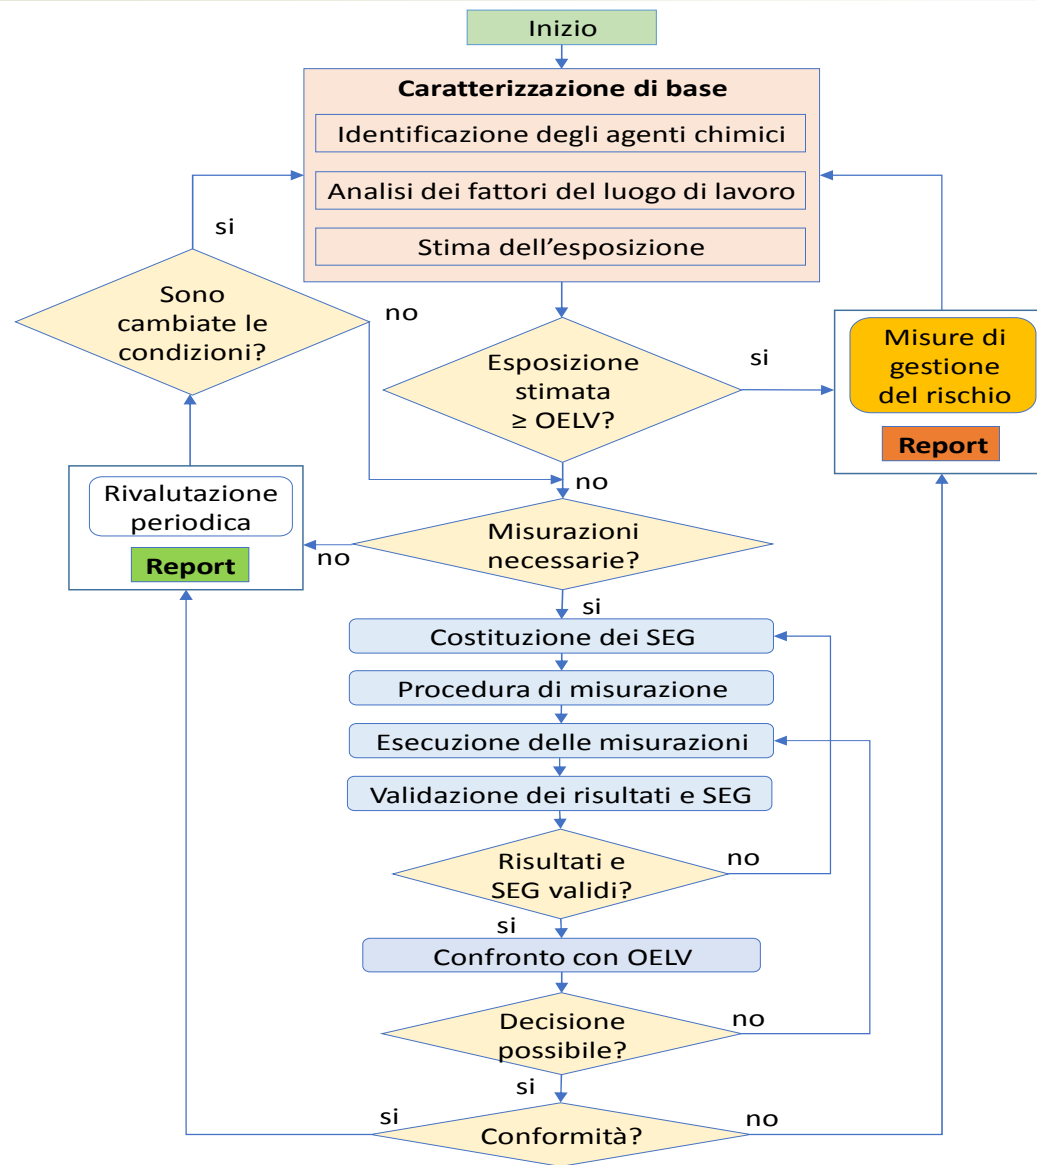 Inizio
Caratterizzazione di base
Identificazione degli agenti chimici
Analisi dei fattori del luogo di lavoro
Stima dell’esposizione
si
Sono
cambiate le
condizioni?
no
Esposizione
stimata
≥ OELV?
si
Misure di
gestione
del rischio
Report
no
Rivalutazione
periodica
Report
no
Misurazioni
necessarie?
si
Costituzione dei SEG
Procedura di misurazione
Esecuzione delle misurazioni
Validazione dei risultati e SEG
Risultati e
SEG validi?
no
si
Confronto con OELV
Decisione
possibile?
no
si
si
Conformità?
no